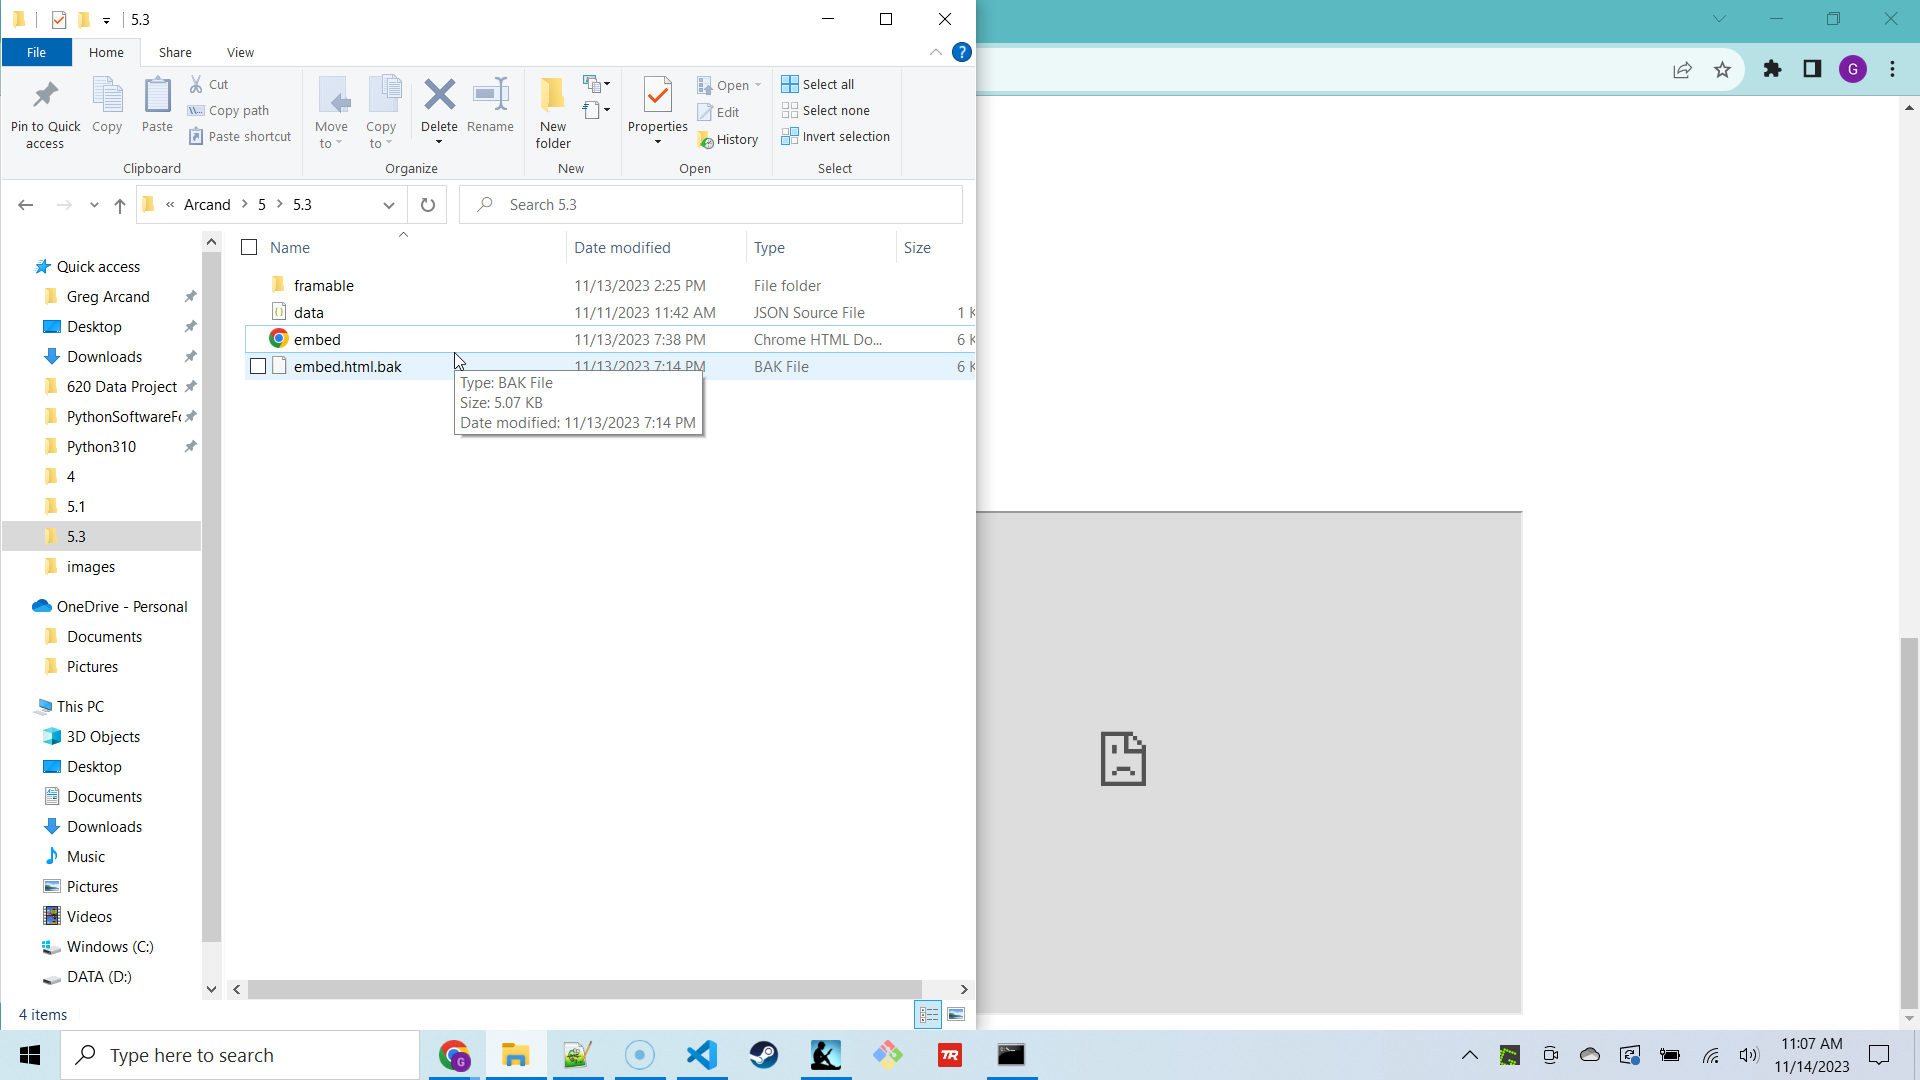 5.3
File
Home
Share
View
Pin to Quick access
Copy
Paste
Cut
Copy path
Paste shortcut
Clipboard
Move to
Copy to
Delete
Rename
Organize
New folder
New
Properties
Open
Edit
History
Open
Select all
Select none
Invert selection
Select
« Arcand > 5 > 5.3
Search 5.3
Name
Date modified
Type
Size
framable 11/13/2023 2:25 PM File folder
data 11/11/2023 11:42 AM JSON Source File 1
embed 11/13/2023 7:38 PM Chrome HTML Do... 6
embed.html.bak 11/13/2023 7:14 PM BAK File 6
Type: BAK File
Size: 5.07 KB
Date modified: 11/13/2023 7:14 PM
Quick access
Greg Arcand
Desktop
Downloads
620 Data Project
PythonSoftwareF
Python310
4
5.1
5.3
images
OneDrive - Personal
Documents
Pictures
This PC
3D Objects
Desktop
Documents
Downloads
Music
Pictures
Videos
Windows (C:)
DATA (D:)
4 items
G
Type here to search
G
TR
11:07 AM
11/14/2023